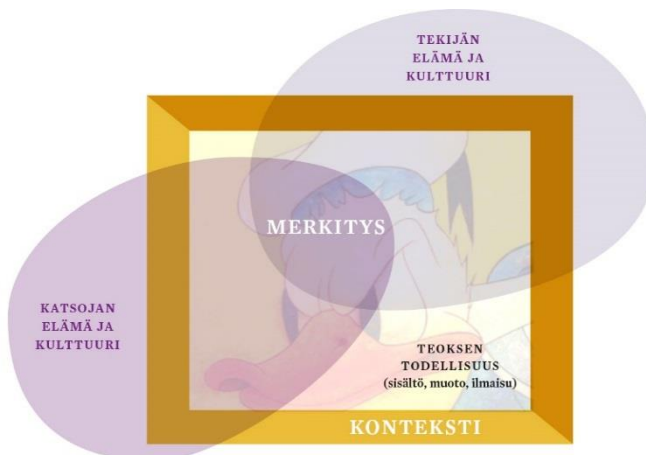 TEKIJÄN
ELÄMÄ JA
KULTTUURI
MERKITYS
KATSOJAN
ELÄMÄ JA
KULTTUURI
TEOKSEN
TODELLISUUS
(sisältö, muoto, ilmaisu)
KONTEKSTI